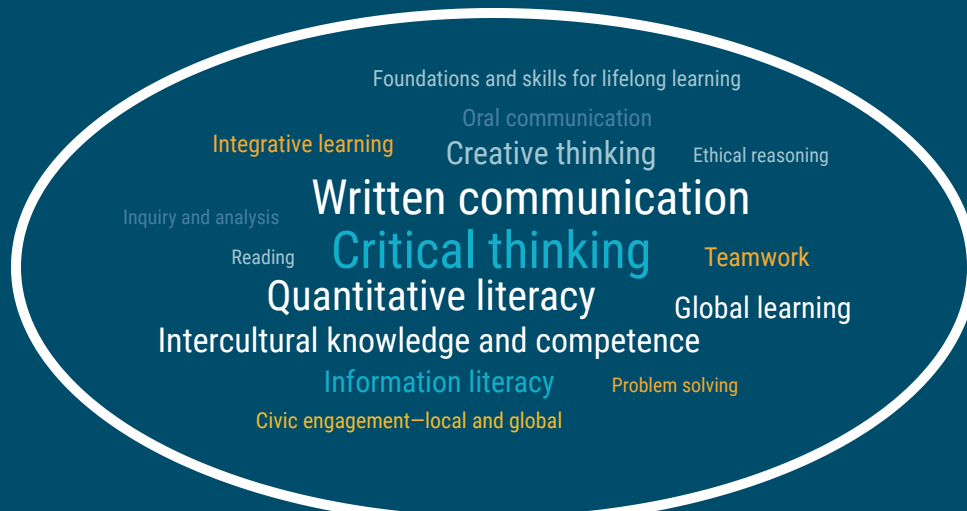 Foundations and skills for lifelong learning
Oral communication
Integrative learning
Creative thinking
Ethical reasoning
Written communication
Inquiry and analysis
Critical thinking
Reading
Teamwork
Quantitative literacy
Global learning
Intercultural knowledge and competence
Information literacy
Problem solving
Civic engagement—local and global